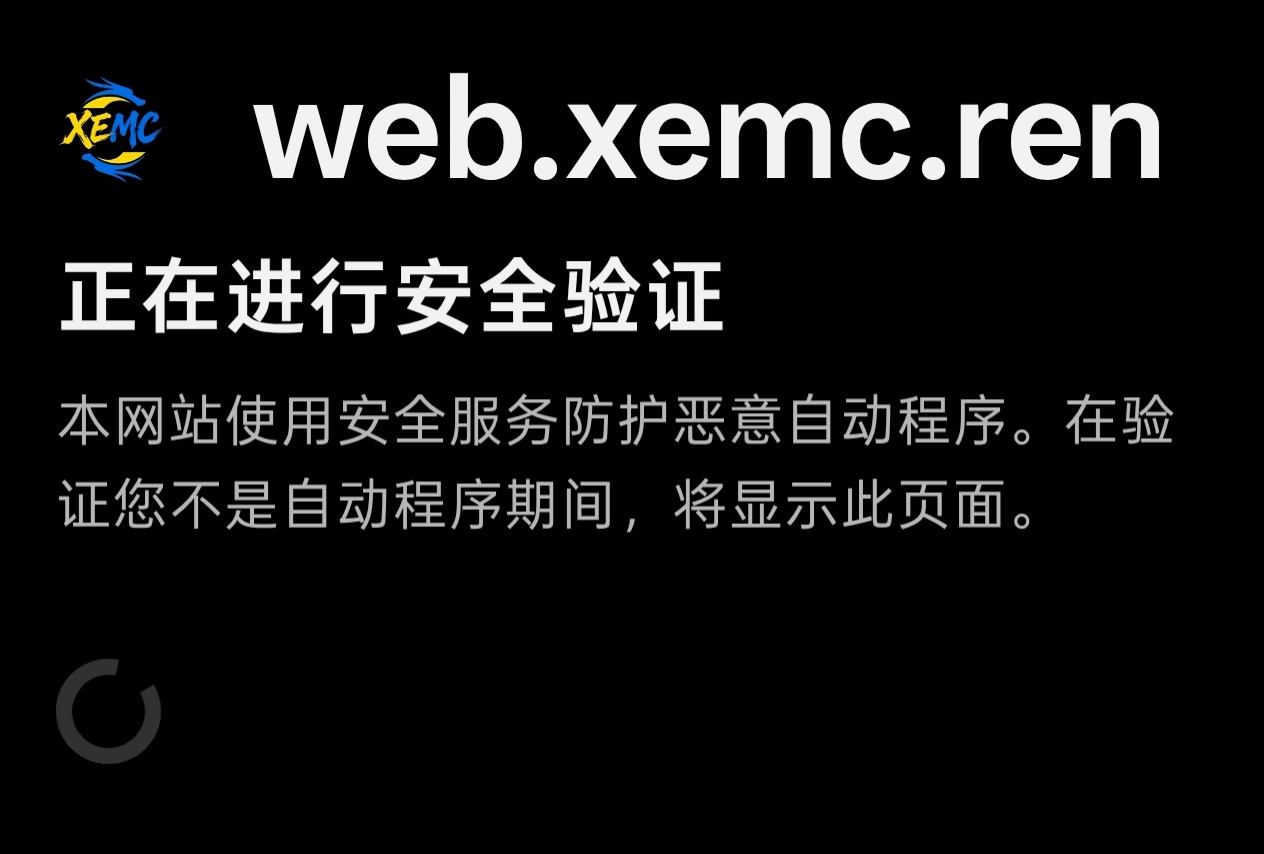 XEMC
web.xemc.ren
正在进行安全验证
本网站使用安全服务防护恶意自动程序。在验
证您不是自动程序期间，将显示此页面。